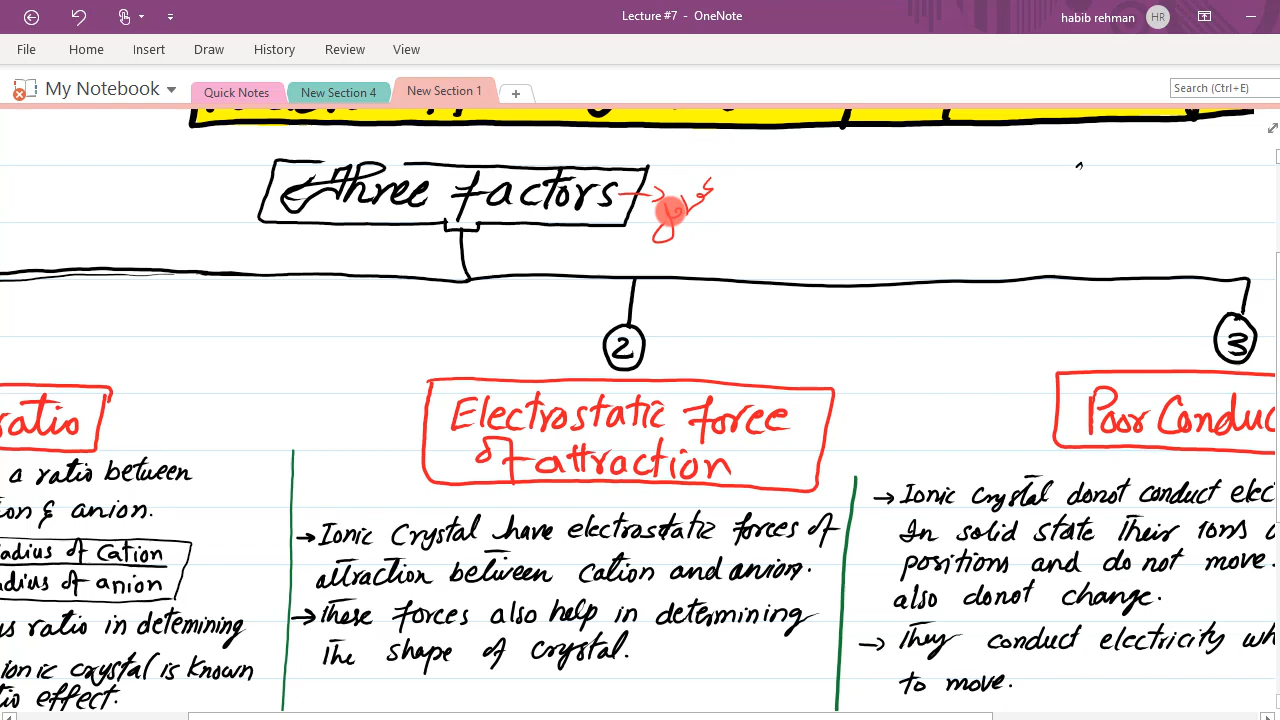 Lecture #7 - OneNote
habib rehman
HR
File
Home
Insert
Draw
History
Review
View
My Notebook
Quick Notes
New Section 4
New Section 1
Search (Ctrl+E)
Three factors
2
3
ratio
a ratio between
ion & anion.
adius of Cation
adius of anion
us ratio in detemining
ionic crystal is known
tio effect.
Electrostatic Force
of attraction
→ Ionic Crystal have electrostatic forces of
attraction between Cation and anion.
→ These forces also help in determining
The shape of crystal.
Poor Conduc
→ Ionic Crystal donot conduct elec
In solid state Their Ions o
positions and do not move.
also donot change.
→ They conduct electricity wh
to move.